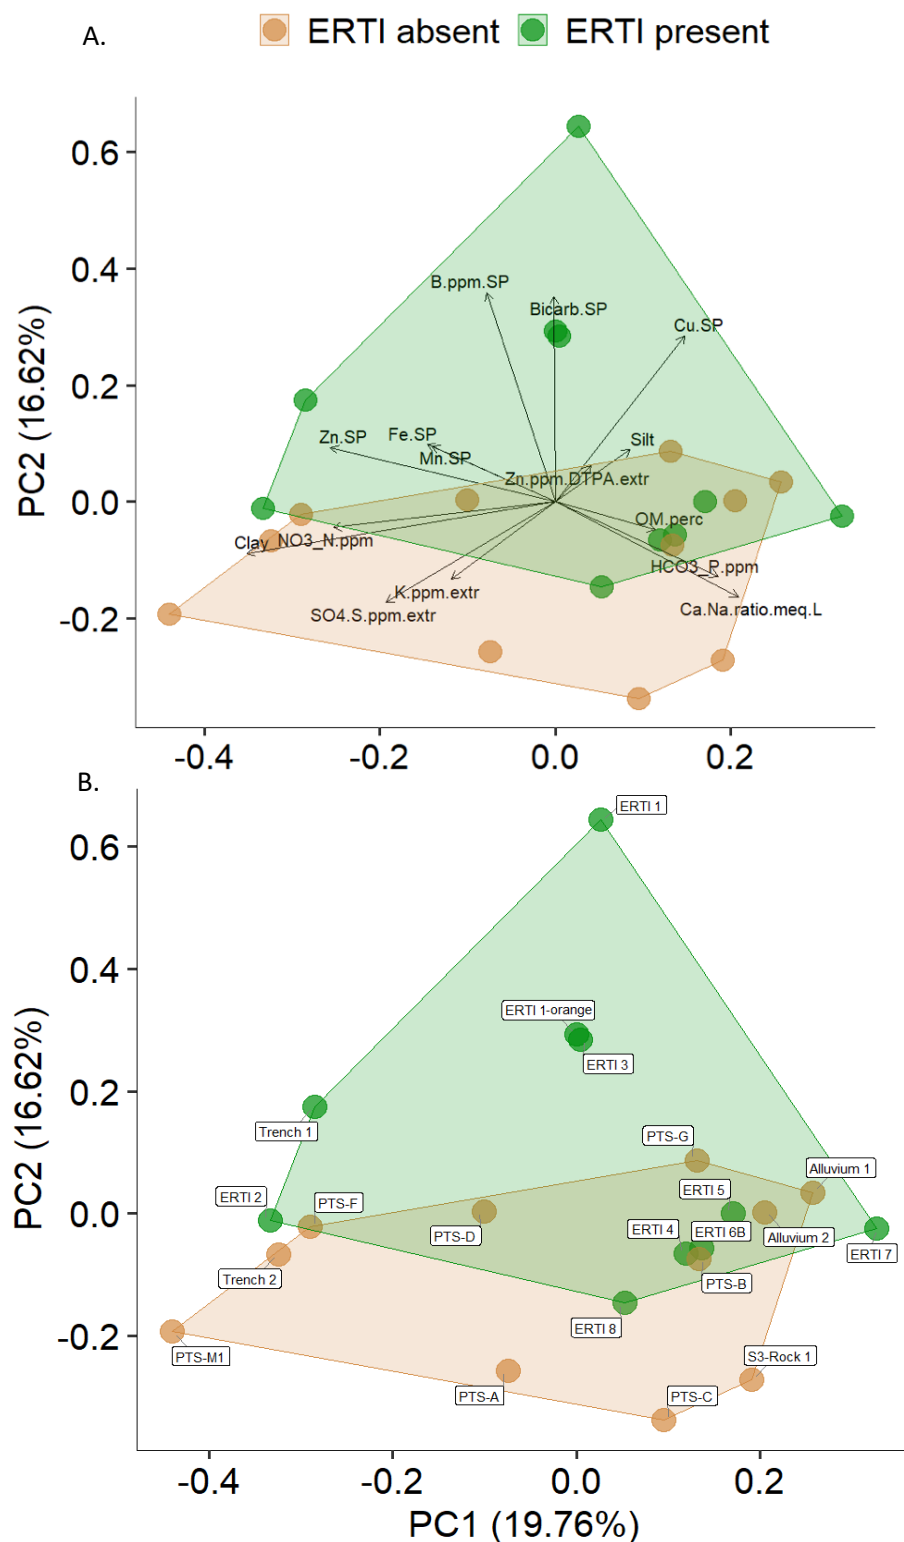 A.
ERTI absent ERTI present
PC2 (16.62%)
0.6
0.4
0.2
0.0
-0.2
B.ppm.SP
Bicarb.SP
Cu.SP
Zn.SP
Fe.SP
Mn.SP
Silt
Zn.ppm.DTPA.extr
OM.perc
Clay
NO3_N.ppm
HCO3_P.ppm
K.ppm.extr
SO4.S.ppm.extr
Ca.Na.ratio.meq.L
-0.4 -0.2 0.0 0.2
B.
PC2 (16.62%)
0.6
0.4
0.2
0.0
-0.2
ERTI 1
ERTI 1-orange
ERTI 3
Trench 1
PTS-G
Alluvium 1
ERTI 2
PTS-F
ERTI 5
PTS-D
ERTI 4
ERTI 6B
Alluvium 2
ERTI 7
Trench 2
PTS-B
ERTI 8
PTS-M1
S3-Rock 1
PTS-A
PTS-C
-0.4 -0.2 0.0 0.2
PC1 (19.76%)